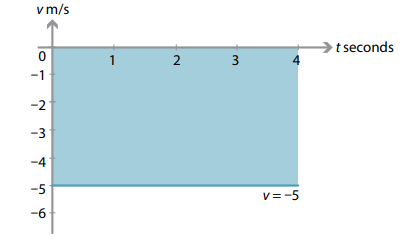 v m/s
t seconds
0
1 2 3 4
–1
–2
–3
–4
–5
v = –5
–6